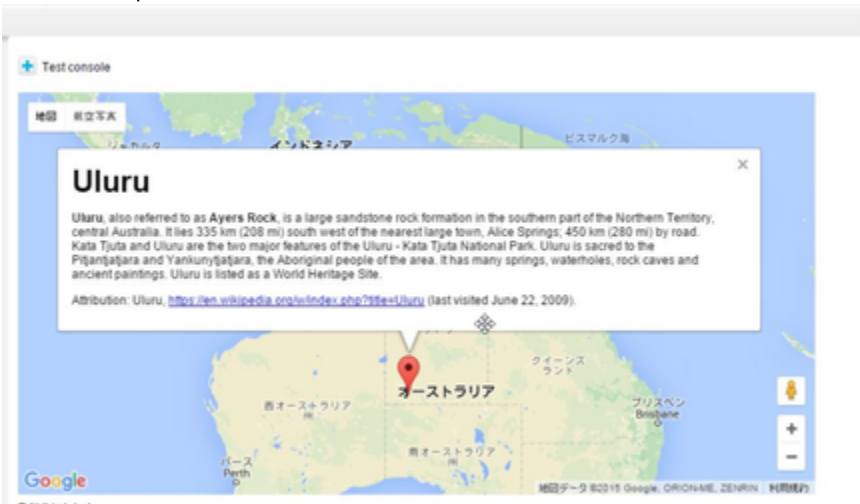 Test console
地図 航空写真
インドネシア
ビスマルク海
Uluru
Uluru, also referred to as Ayers Rock, is a large sandstone rock formation in the southern part of the Northern Territory,
central Australia. It lies 335 km (208 mi) south west of the nearest large town, Alice Springs; 450 km (280 mi) by road.
Kata Tjuta and Uluru are the two major features of the Uluru - Kata Tjuta National Park. Uluru is sacred to the
Pitjantjatjara and Yankunytjatjara, the Aboriginal people of the area. It has many springs, waterholes, rock caves and
ancient paintings. Uluru is listed as a World Heritage Site.
Attribution: Uluru, https://en.wikipedia.org/w/index.php?title=Uluru (last visited June 22, 2009).
クイーンズ
ランド
オーストラリア
西オーストラリア
州
ブリスベン
Brisbane
南オーストラリア
州
パース
Perth
Google
地図データ ©2015 Google, ORION-ME, ZENRIN 利用規約